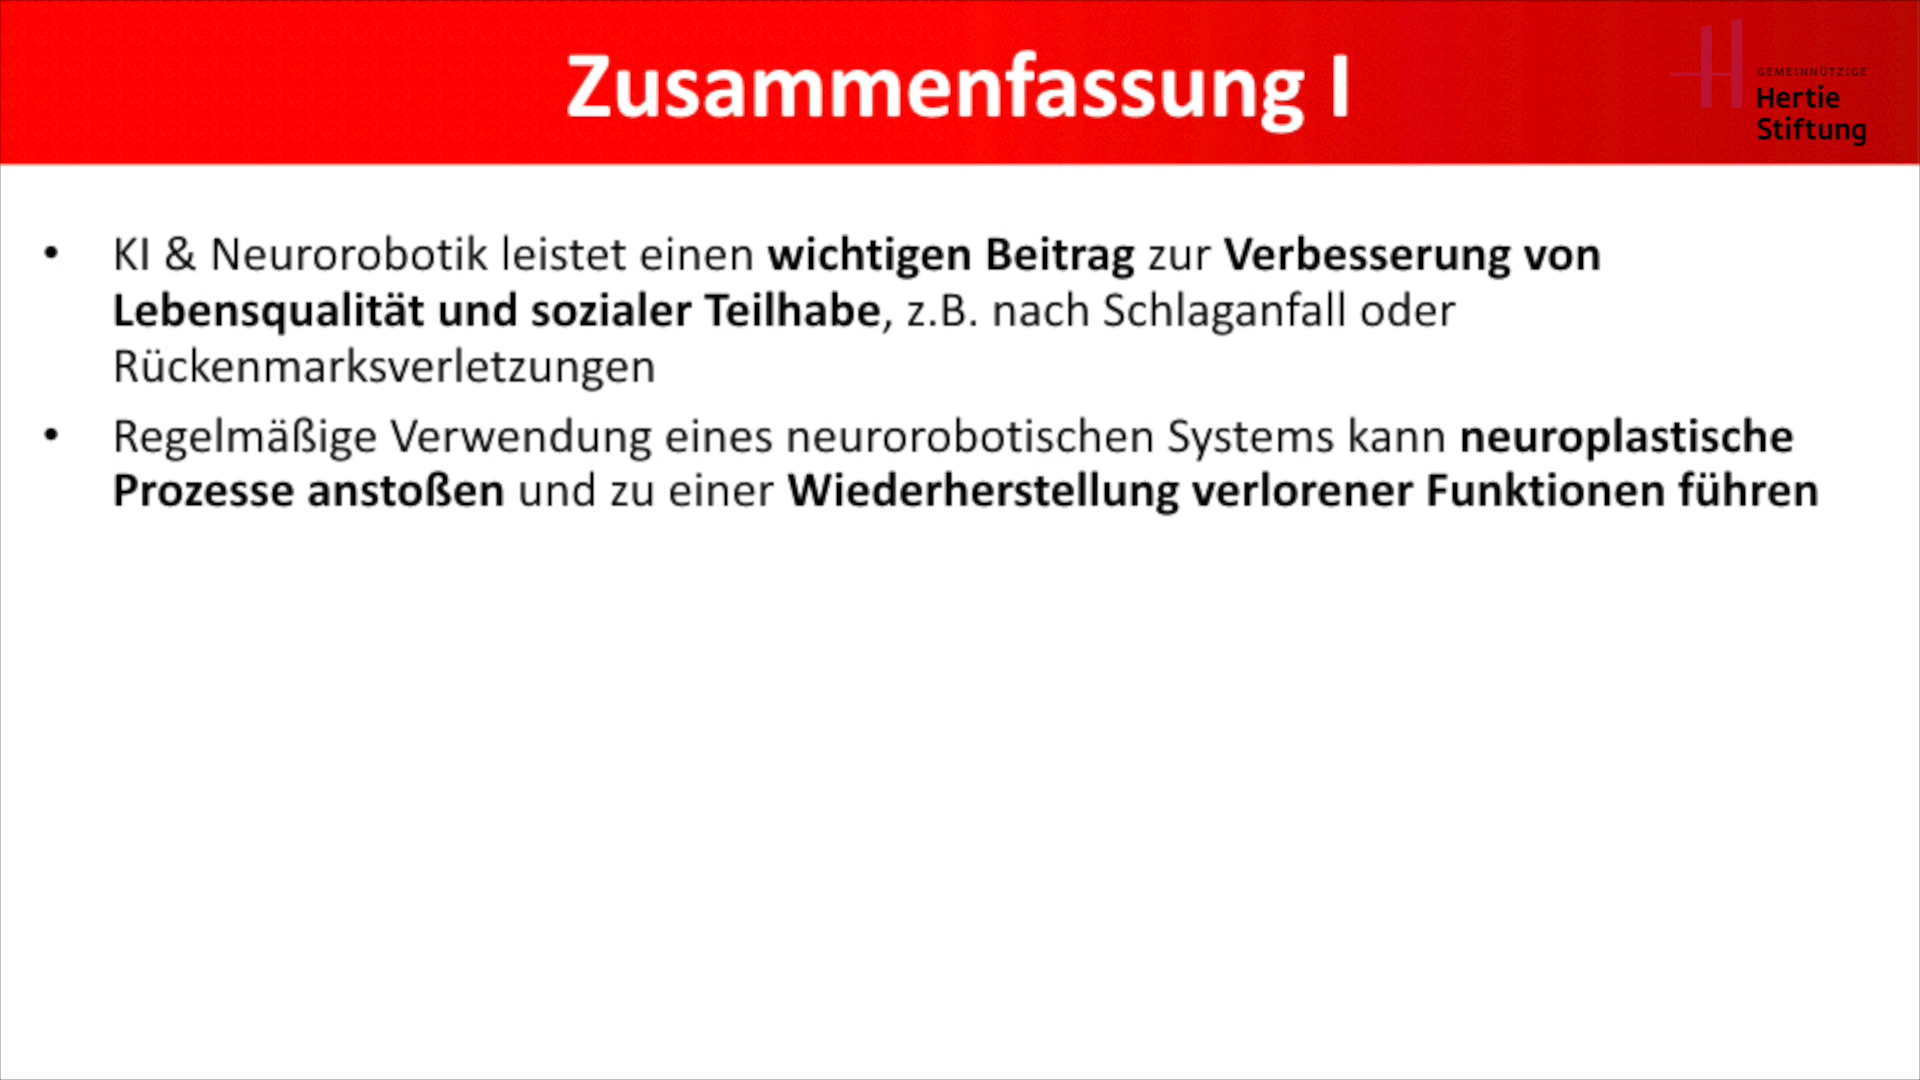 Zusammenfassung I
GEMEINNÜTZIGE
Hertie
Stiftung
• KI & Neurorobotik leistet einen wichtigen Beitrag zur Verbesserung von
Lebensqualität und sozialer Teilhabe, z.B. nach Schlaganfall oder
Rückenmarksverletzungen
• Regelmäßige Verwendung eines neurorobotischen Systems kann neuroplastische
Prozesse anstoßen und zu einer Wiederherstellung verlorener Funktionen führen